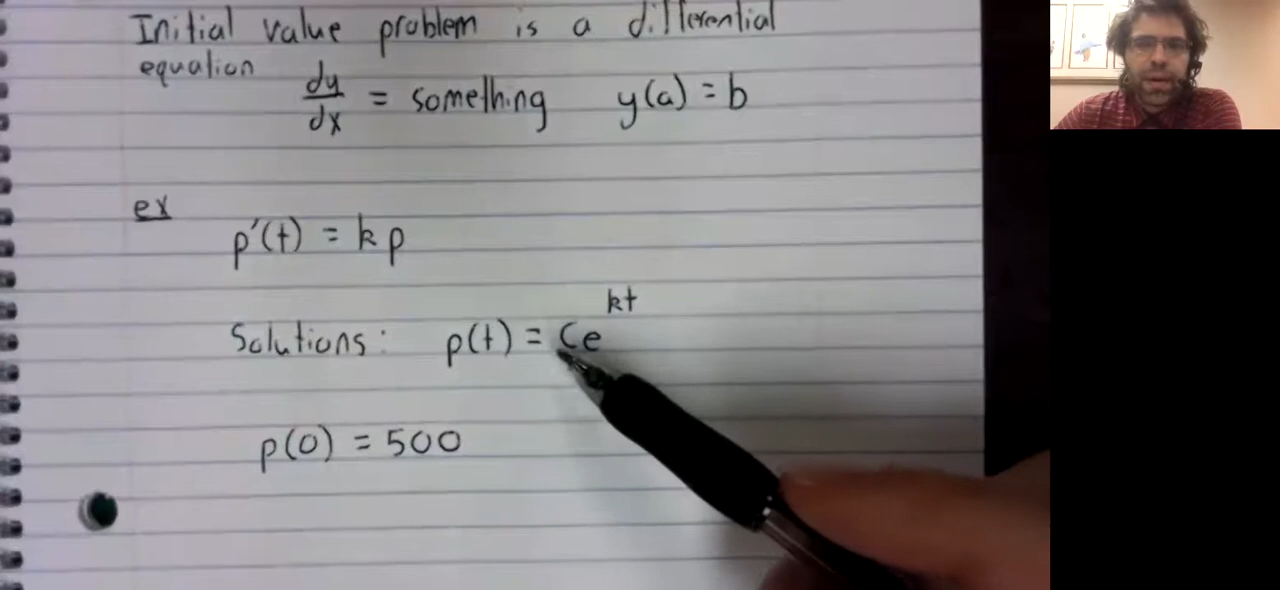 Initial value problem is a differential
equation
dy/dx = something y(a) = b
ex
p'(t) = kp
Solutions: p(t) = Ce^kt
p(0) = 500